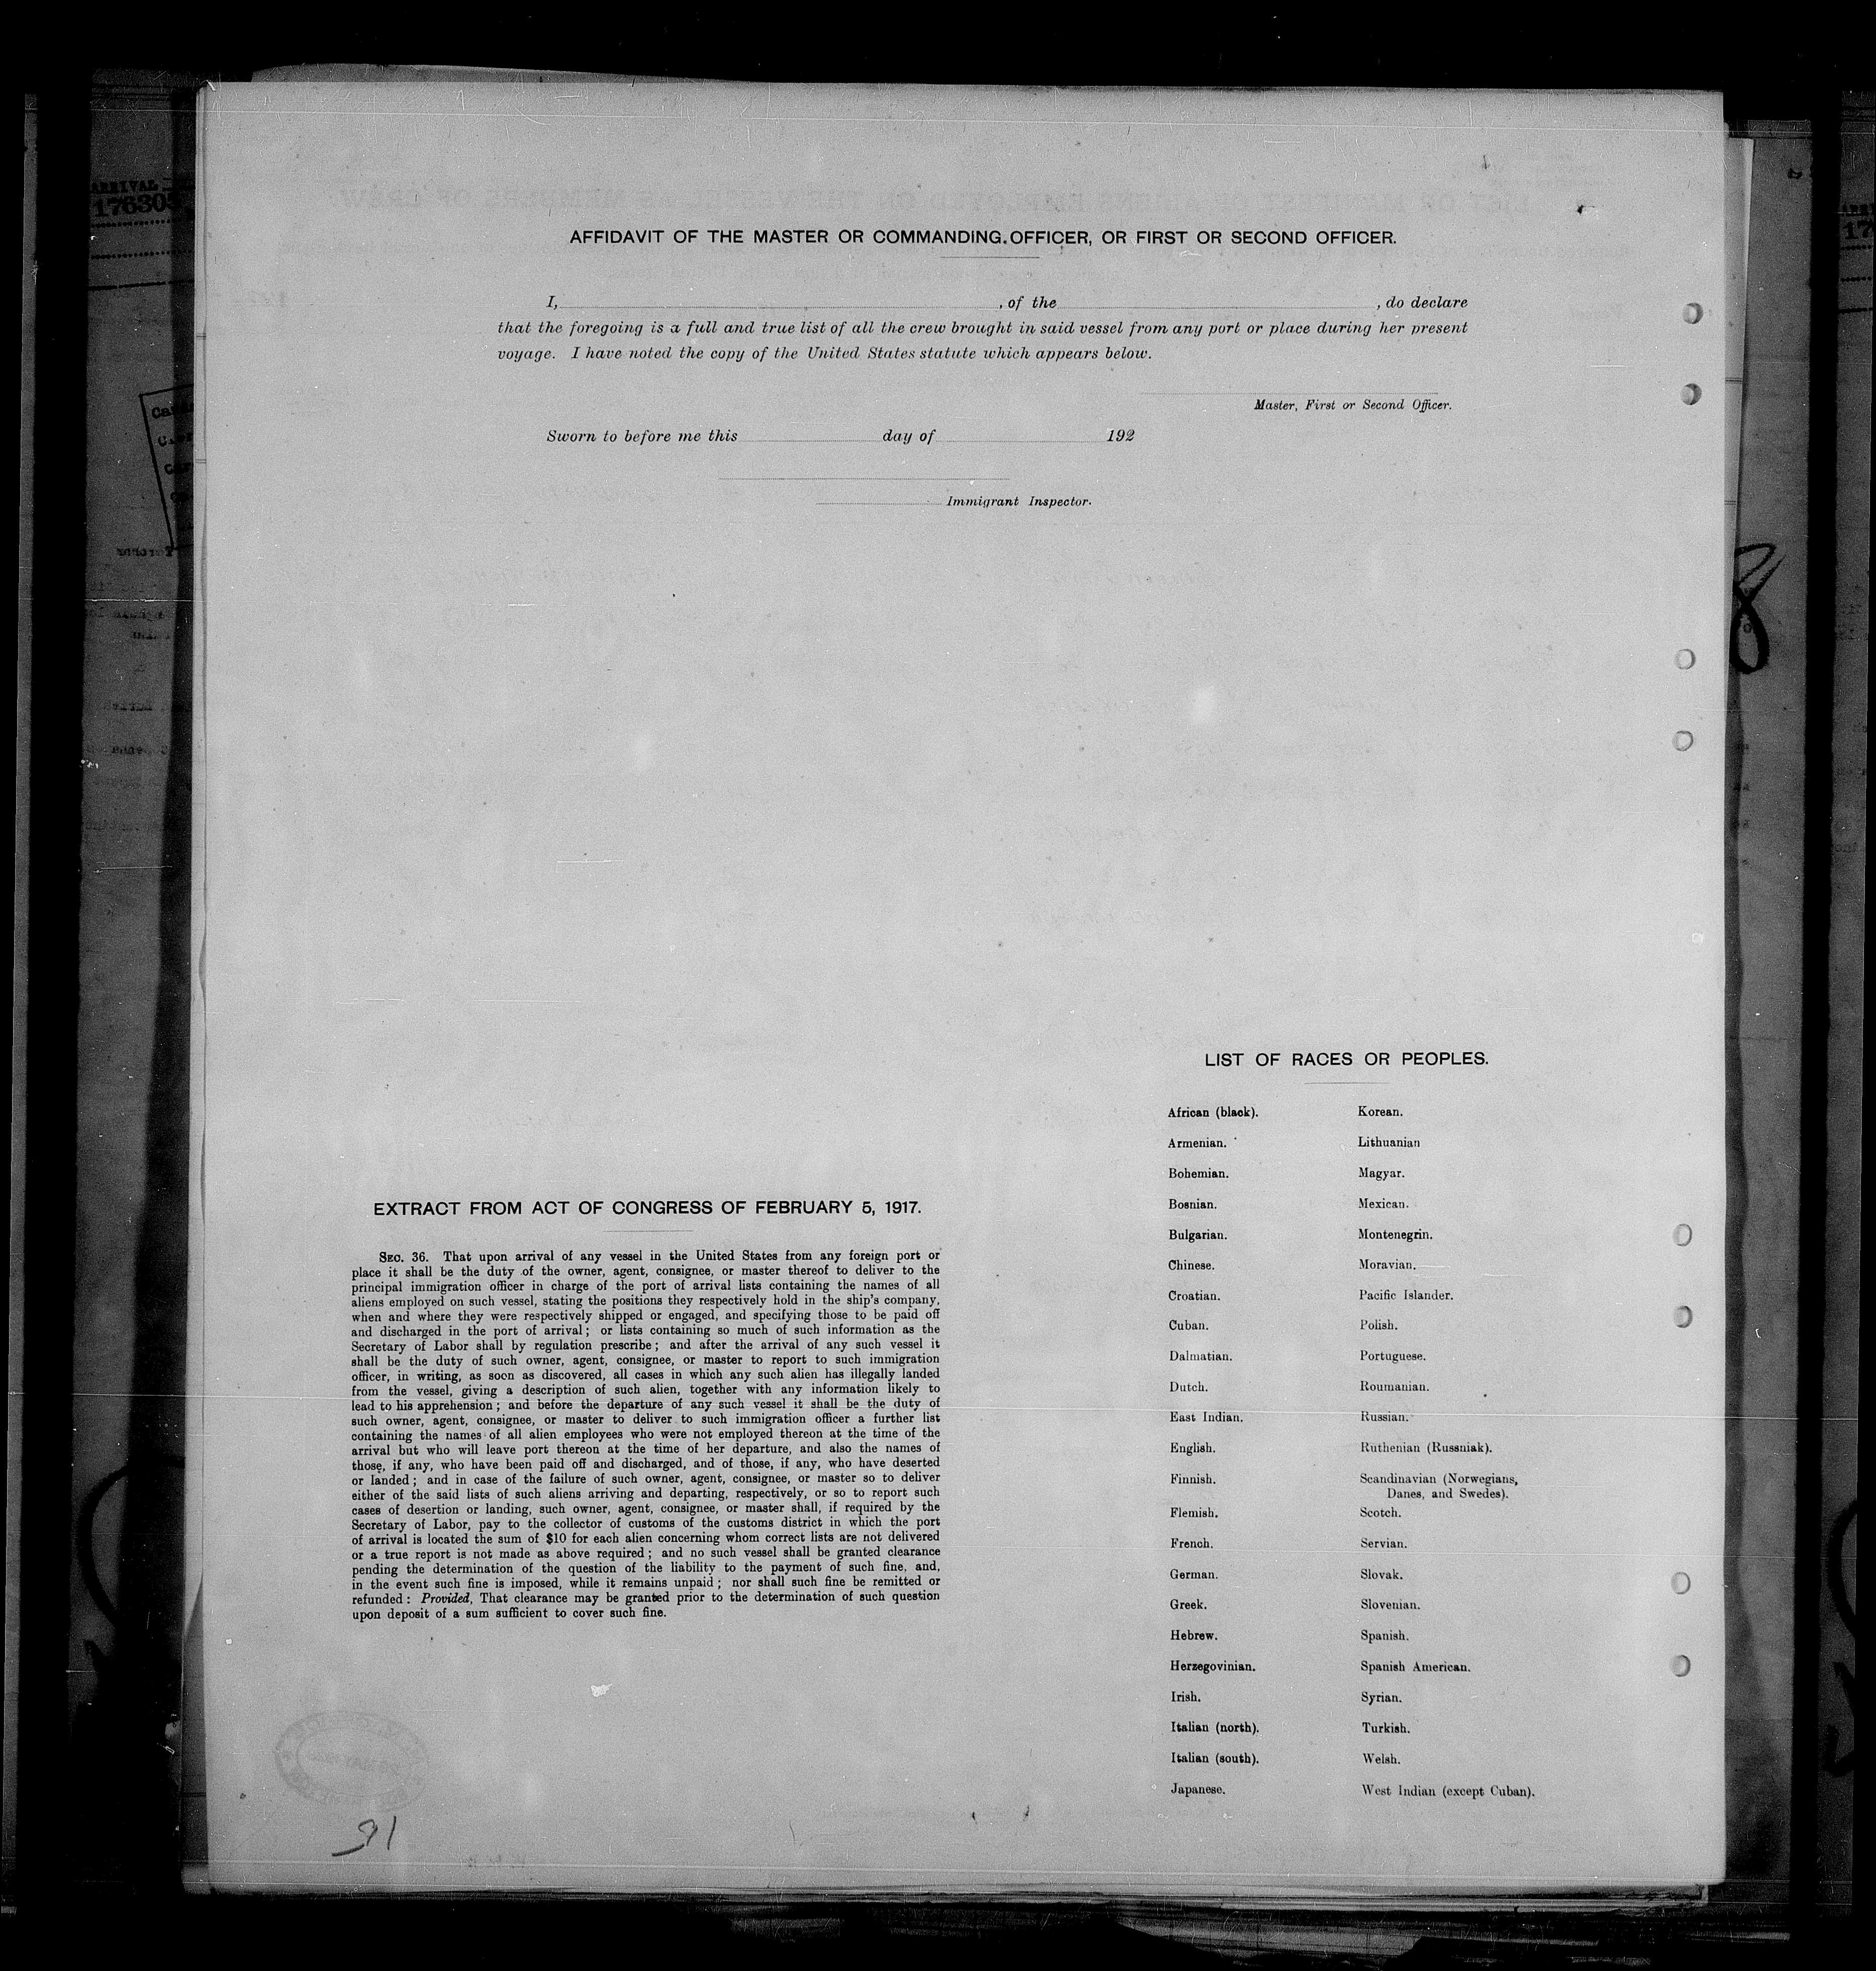 AFFIDAVIT OF THE MASTER OR COMMANDING OFFICER, OR FIRST OR SECOND OFFICER.
I, , of the , do declare
that the foregoing is a full and true list of all the crew brought in said vessel from any port or place during her present
voyage. I have noted the copy of the United States statute which appears below.
Master, First or Second Officer.
Sworn to before me this day of 192
Immigrant Inspector.
EXTRACT FROM ACT OF CONGRESS OF FEBRUARY 5, 1917.
SEC. 36. That upon arrival of any vessel in the United States from any foreign port or
place it shall be the duty of the owner, agent, consignee, or master thereof to deliver to the
principal immigration officer in charge of the port of arrival lists containing the names of all
aliens employed on such vessel, stating the positions they respectively hold in the ship's company,
when and where they were respectively shipped or engaged, and specifying those to be paid off
and discharged in the port of arrival; or lists containing so much of such information as the
Secretary of Labor shall by regulation prescribe; and after the arrival of any such vessel it
shall be the duty of such owner, agent, consignee, or master to report to such immigration
officer, in writing, as soon as discovered, all cases in which any such alien has illegally landed
from the vessel, giving a description of such alien, together with any information likely to
lead to his apprehension; and before the departure of any such vessel it shall be the duty of
such owner, agent, consignee, or master to deliver to such immigration officer a further list
containing the names of all alien employees who were not employed thereon at the time of the
arrival but who will leave port thereon at the time of her departure, and also the names of
those, if any, who have been paid off and discharged, and of those, if any, who have deserted
or landed; and in case of the failure of such owner, agent, consignee, or master so to deliver
either of the said lists of such aliens arriving and departing, respectively, or so to report such
cases of desertion or landing, such owner, agent, consignee, or master shall, if required by the
Secretary of Labor, pay to the collector of customs of the customs district in which the port
of arrival is located the sum of $10 for each alien concerning whom correct lists are not delivered
or a true report is not made as above required; and no such vessel shall be granted clearance
pending the determination of the question of the liability to the payment of such fine, and,
in the event such fine is imposed, while it remains unpaid; nor shall such fine be remitted or
refunded: Provided, That clearance may be granted prior to the determination of such question
upon deposit of a sum sufficient to cover such fine.
LIST OF RACES OR PEOPLES.
African (black). Korean.
Armenian. Lithuanian
Bohemian. Magyar.
Bosnian. Mexican.
Bulgarian. Montenegrin.
Chinese. Moravian.
Croatian. Pacific Islander.
Cuban. Polish.
Dalmatian. Portuguese.
Dutch. Roumanian.
East Indian. Russian.
English. Ruthenian (Russniak).
Finnish. Scandinavian (Norwegians,
Danes, and Swedes).
Flemish. Scotch.
French. Servian.
German. Slovak.
Greek. Slovenian.
Hebrew. Spanish.
Herzegovinian. Spanish American.
Irish. Syrian.
Italian (north). Turkish.
Italian (south). Welsh.
Japanese. West Indian (except Cuban).
ARRIVAL
8